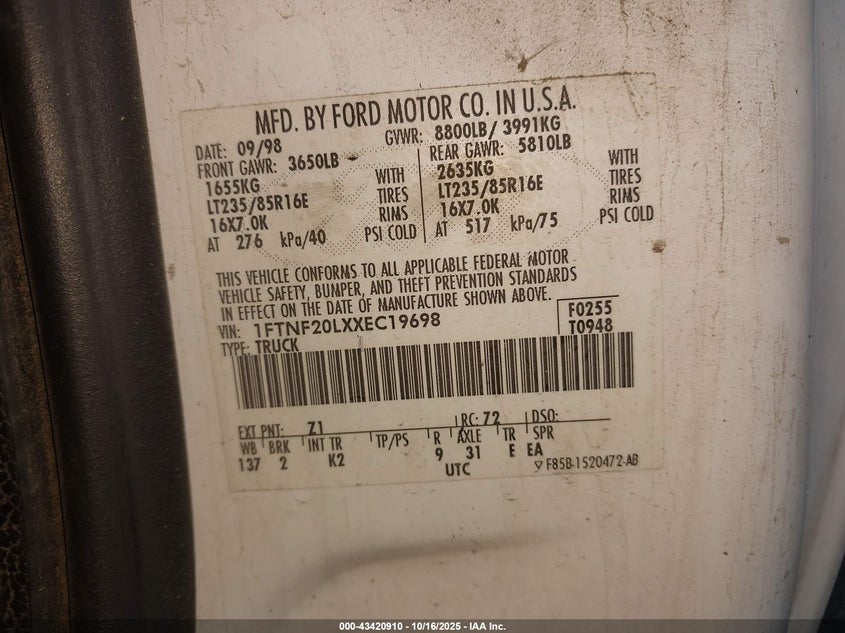 MFD. BY FORD MOTOR CO. IN U.S.A.
DATE: 09/98 GVWR: 8800LB/ 3991KG
FRONT GAWR: 3650LB REAR GAWR: 5810LB
1655KG WITH 2635KG WITH
LT235/85R16E TIRES LT235/85R16E TIRES
16X7.0K RIMS 16X7.0K RIMS
AT 276 kPa/40 PSI COLD AT 517 kPa/75 PSI COLD
THIS VEHICLE CONFORMS TO ALL APPLICABLE FEDERAL MOTOR
VEHICLE SAFETY, BUMPER, AND THEFT PREVENTION STANDARDS
IN EFFECT ON THE DATE OF MANUFACTURE SHOWN ABOVE.
VIN: 1FTNF20LXXEC19698 F0255
TYPE: TRUCK T0948
EXT PNT: Z1 RC: 72 DSO:
WB BRK INT TR TP/PS R AXLE TR SPR
137 2 K2 9 31 E EA
UTC F85B-1520472-AB
000-43420910 - 10/16/2025 - IAA Inc.